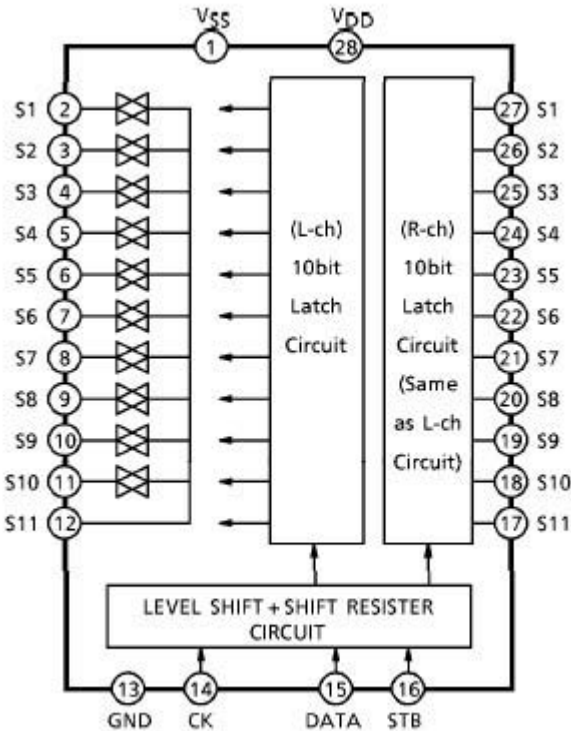 VSS VDD
1 28
S1 2 27 S1
S2 3 26 S2
S3 4 25 S3
S4 5 24 S4
S5 6 23 S5
S6 7 22 S6
S7 8 21 S7
S8 9 20 S8
S9 10 19 S9
S10 11 18 S10
S11 12 17 S11
(L-ch)
10bit
Latch
Circuit
(R-ch)
10bit
Latch
Circuit
(Same
as L-ch
Circuit)
LEVEL SHIFT + SHIFT RESISTER
CIRCUIT
13 14 15 16
GND CK DATA STB